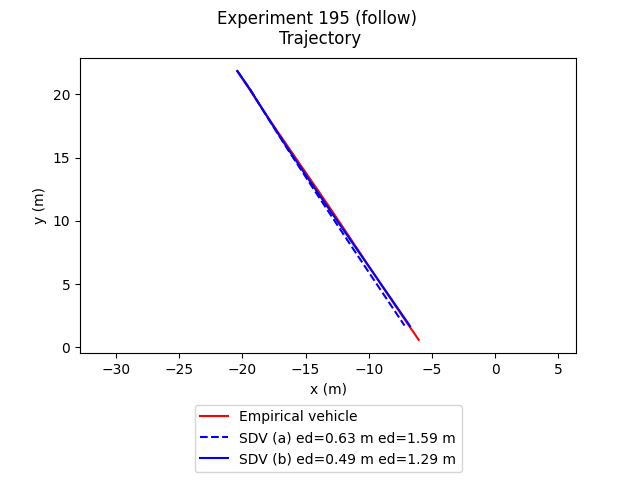 Experiment 195 (follow)
Trajectory
20
15
10
5
0
y (m)
−30 −25 −20 −15 −10 −5 0 5
x (m)
Empirical vehicle
SDV (a) ed=0.63 m ed=1.59 m
SDV (b) ed=0.49 m ed=1.29 m